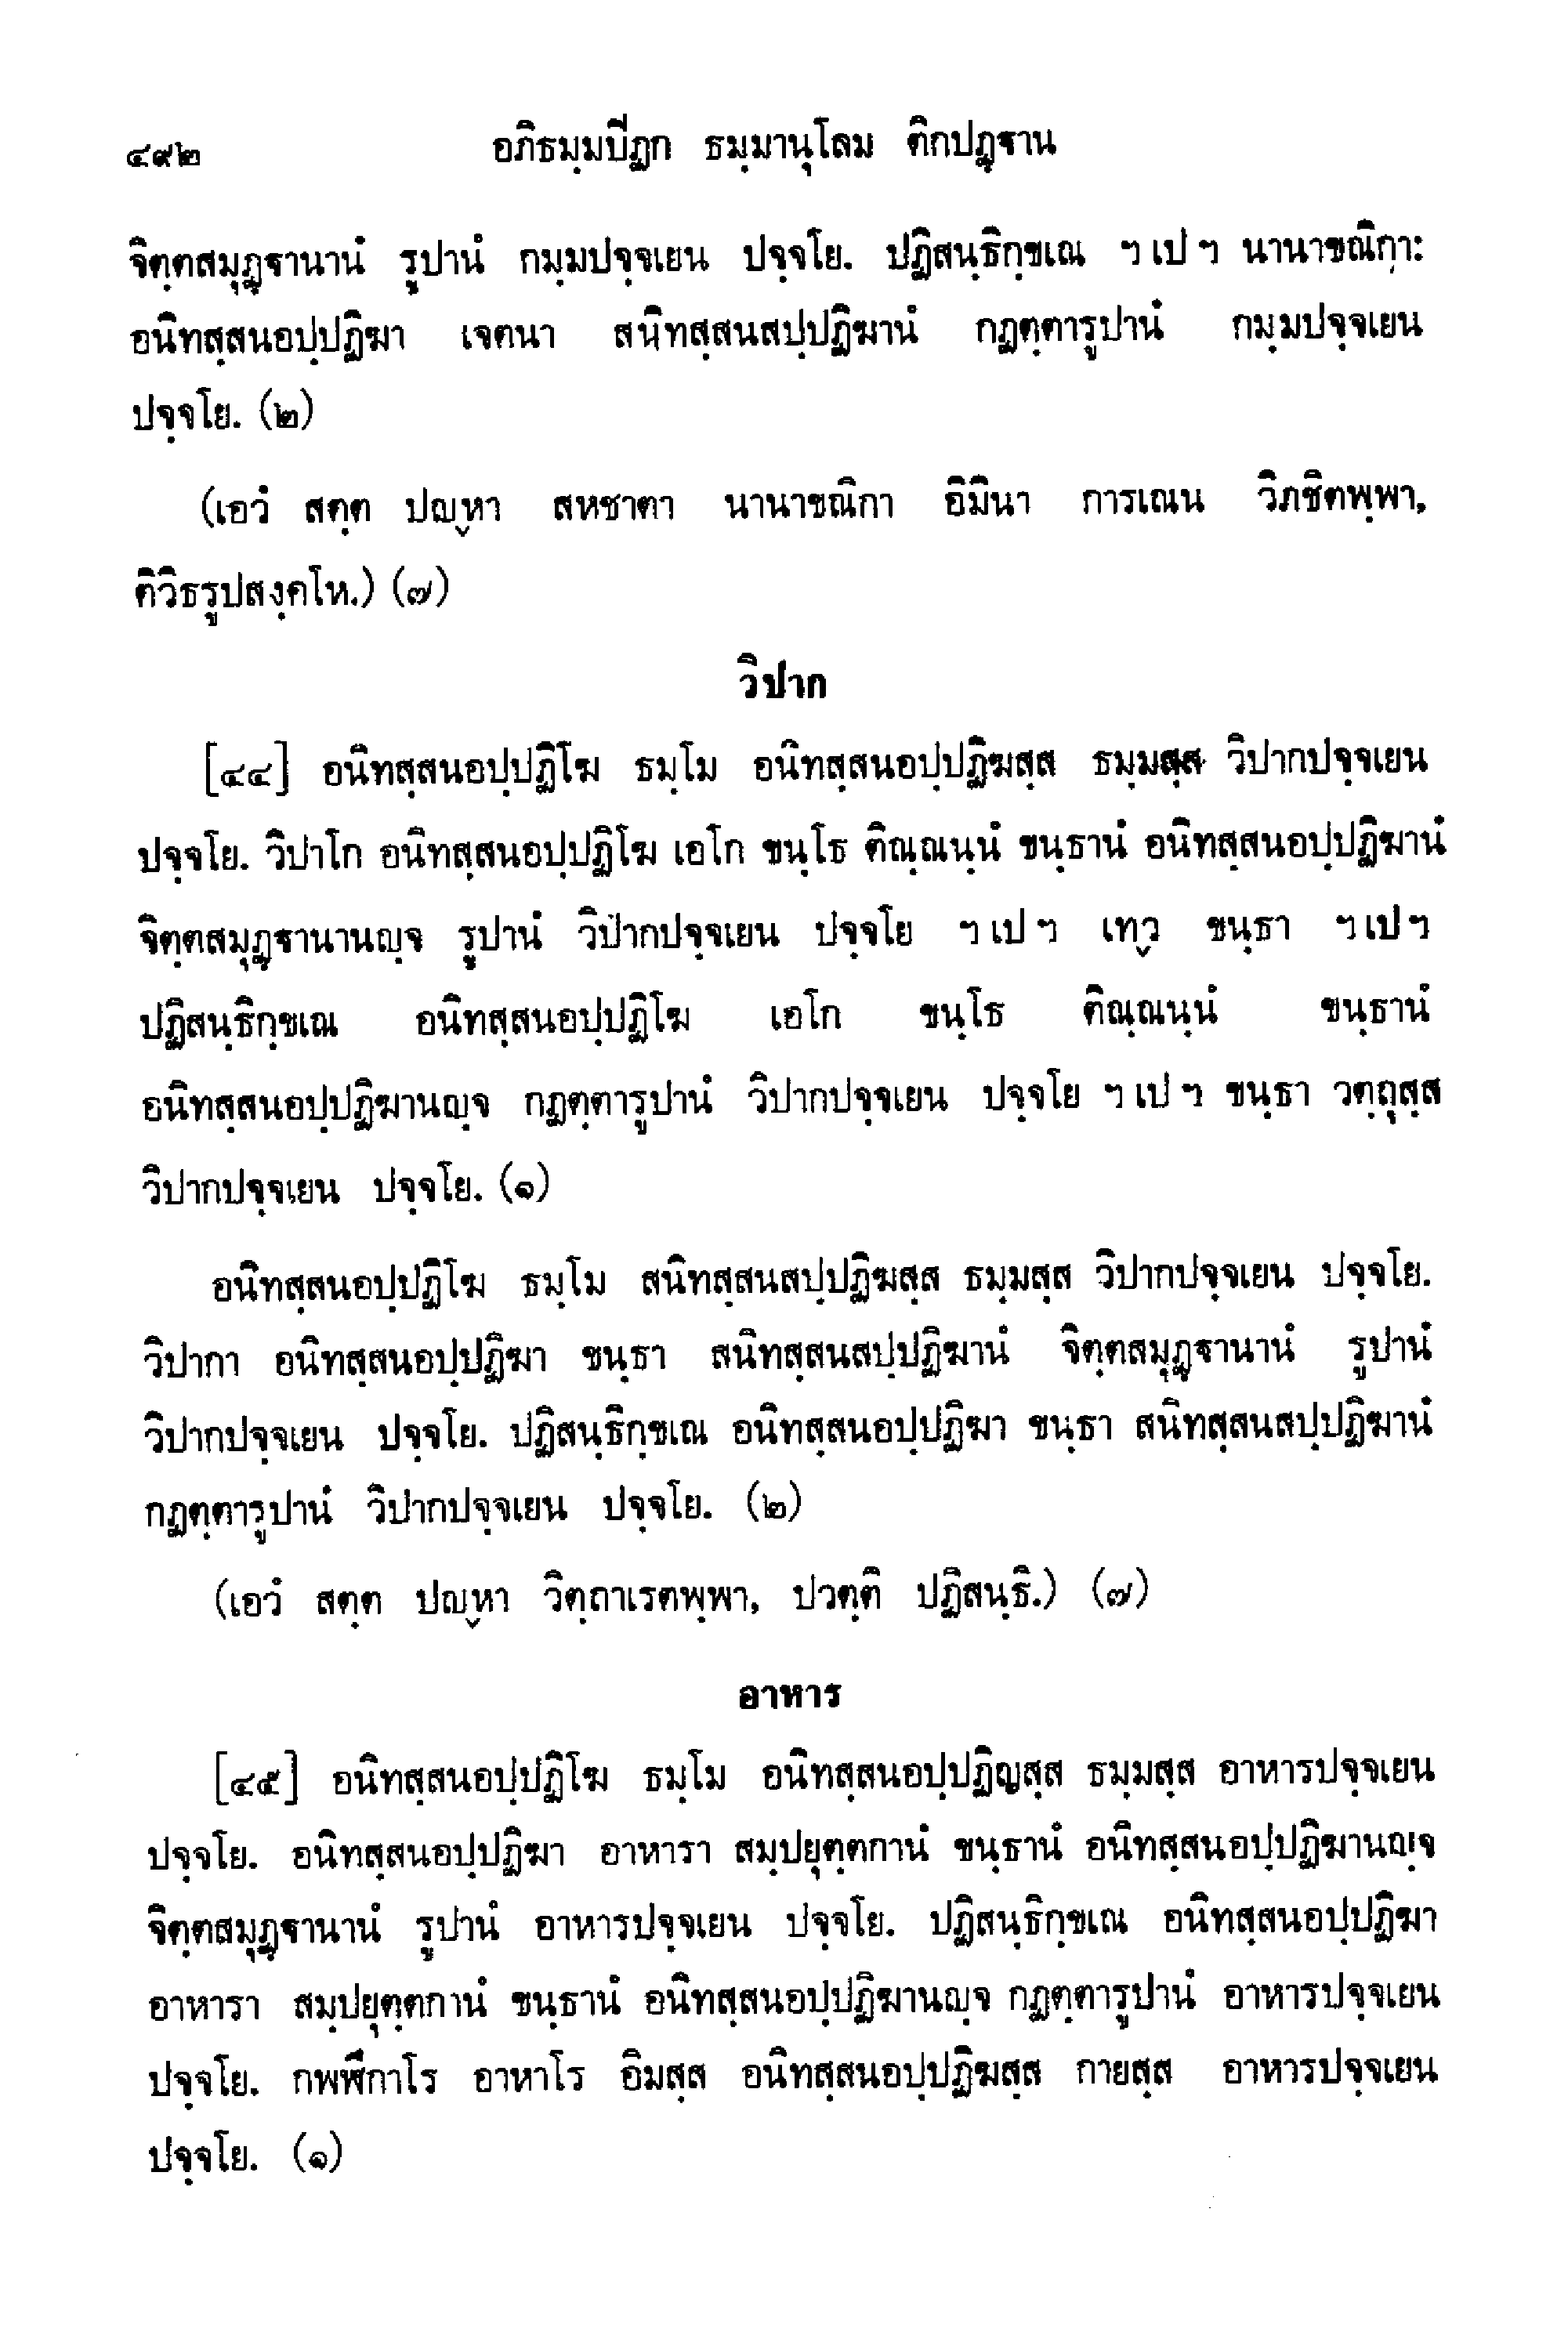 ๔๙๒ อภิธมฺมปีฏก ธมฺมานุโลม ติกปฏฺฐาน
จิตฺตสมุฏฺฐานานํ รูปานํ กมฺมปจฺจเยน ปจฺจโย. ปฏิสนฺธิกฺขเณ ฯ เป ฯ นานาขณิกา:
อนิทสฺสนอปฺปฏิฆา เจตนา สนิทสฺสนสปฺปฏิฆานํ กฏตฺตารูปานํ กมฺมปจฺจเยน
ปจฺจโย. (๒)
(เอวํ สตฺต ปญฺหา สหชาตา นานาขณิกา อิมินา การเณน วิภชิตพฺพา,
ติวิธรูปสงฺคโห.) (๗)
วิปาก
[๔๔] อนิทสฺสนอปฺปฏิโฆ ธมฺโม อนิทสฺสนอปฺปฏิฆสฺส ธมฺมสฺส วิปากปจฺจเยน
ปจฺจโย. วิปาโก อนิทสฺสนอปฺปฏิโฆ เอโก ขนฺโธ ติณฺณนฺนํ ขนฺธานํ อนิทสฺสนอปฺปฏิฆานํ
จิตฺตสมุฏฺฐานานญฺจ รูปานํ วิปากปจฺจเยน ปจฺจโย ฯ เป ฯ เทฺว ขนฺธา ฯ เป ฯ
ปฏิสนฺธิกฺขเณ อนิทสฺสนอปฺปฏิโฆ เอโก ขนฺโธ ติณฺณนฺนํ ขนฺธานํ
อนิทสฺสนอปฺปฏิฆานญฺจ กฏตฺตารูปานํ วิปากปจฺจเยน ปจฺจโย ฯ เป ฯ ขนฺธา วตฺถุสฺส
วิปากปจฺจเยน ปจฺจโย. (๑)
อนิทสฺสนอปฺปฏิโฆ ธมฺโม สนิทสฺสนสปฺปฏิฆสฺส ธมฺมสฺส วิปากปจฺจเยน ปจฺจโย.
วิปากา อนิทสฺสนอปฺปฏิฆา ขนฺธา สนิทสฺสนสปฺปฏิฆานํ จิตฺตสมุฏฺฐานานํ รูปานํ
วิปากปจฺจเยน ปจฺจโย. ปฏิสนฺธิกฺขเณ อนิทสฺสนอปฺปฏิฆา ขนฺธา สนิทสฺสนสปฺปฏิฆานํ
กฏตฺตารูปานํ วิปากปจฺจเยน ปจฺจโย. (๒)
(เอวํ สตฺต ปญฺหา วิตฺถาเรตพฺพา, ปวตฺติ ปฏิสนฺธิ.) (๗)
อาหาร
[๔๕] อนิทสฺสนอปฺปฏิโฆ ธมฺโม อนิทสฺสนอปฺปฏิญสฺส ธมฺมสฺส อาหารปจฺจเยน
ปจฺจโย. อนิทสฺสนอปฺปฏิฆา อาหารา สมฺปยุตฺตกานํ ขนฺธานํ อนิทสฺสนอปฺปฏิฆานญฺจ
จิตฺตสมุฏฺฐานานํ รูปานํ อาหารปจฺจเยน ปจฺจโย. ปฏิสนฺธิกฺขเณ อนิทสฺสนอปฺปฏิฆา
อาหารา สมฺปยุตฺตกานํ ขนฺธานํ อนิทสฺสนอปฺปฏิฆานญฺจ กฏตฺตารูปานํ อาหารปจฺจเยน
ปจฺจโย. กพฬีกาโร อาหาโร อิมสฺส อนิทสฺสนอปฺปฏิฆสฺส กายสฺส อาหารปจฺจเยน
ปจฺจโย. (๑)